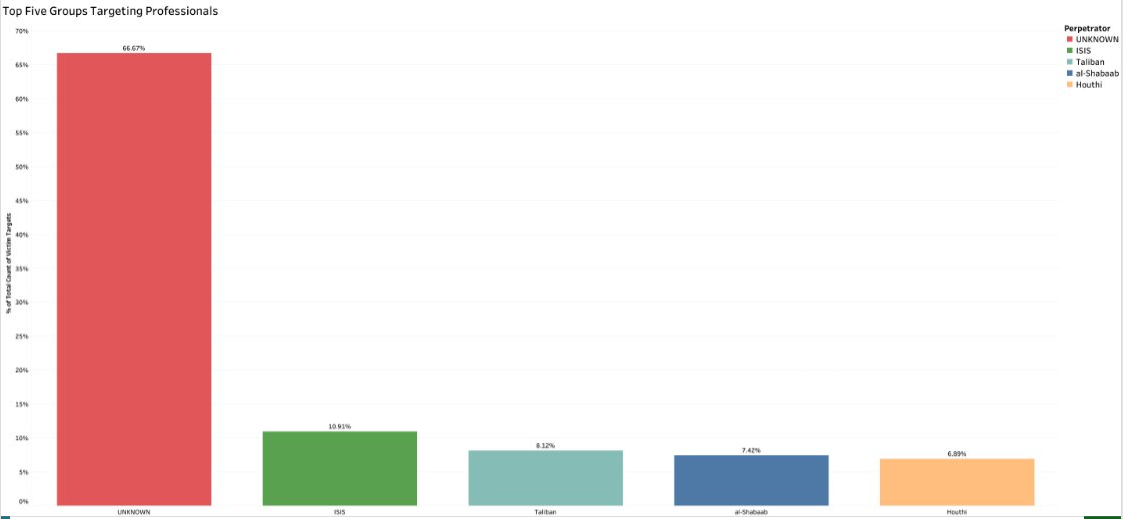 Top Five Groups Targeting Professionals
Perpetrator
UNKNOWN
ISIS
Taliban
al-Shabaab
Houthi
% of Total Count of Victim Targets
70%
65%
60%
55%
50%
45%
40%
35%
30%
25%
20%
15%
10%
5%
0%
66.67%
10.91%
8.12%
7.42%
6.89%
UNKNOWN
ISIS
Taliban
al-Shabaab
Houthi